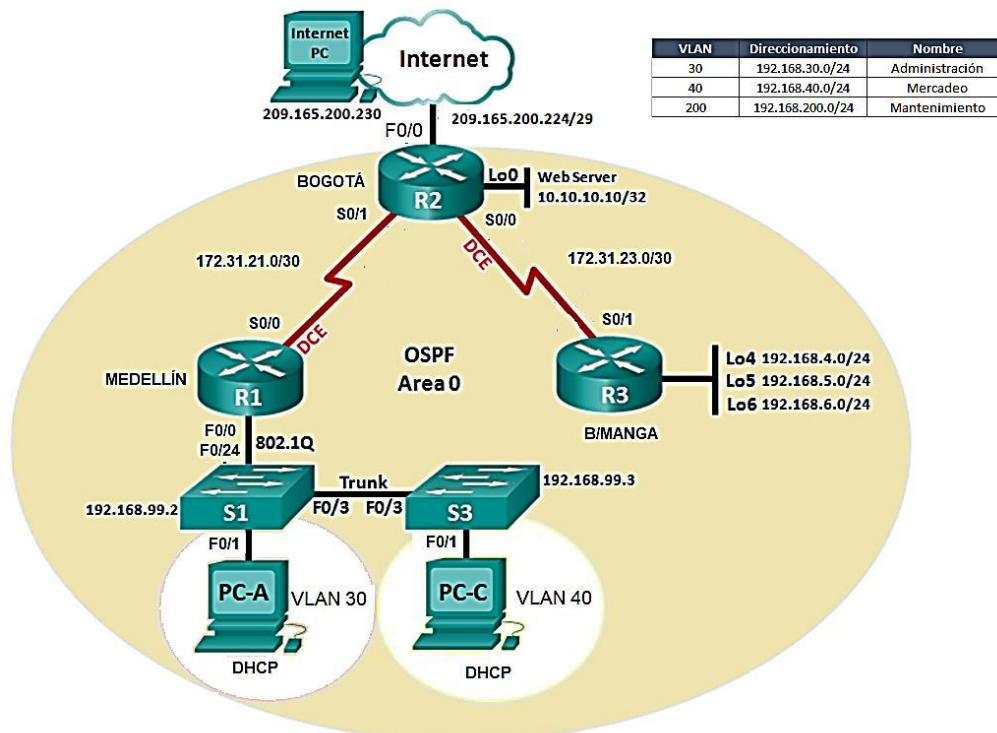 Internet
PC
Internet
209.165.200.230
209.165.200.224/29
F0/0
VLAN Direccionamiento Nombre
30 192.168.30.0/24 Administración
40 192.168.40.0/24 Mercadeo
200 192.168.200.0/24 Mantenimiento
BOGOTÁ
R2
Lo0
Web Server
10.10.10.10/32
S0/1
S0/0
DCE
172.31.21.0/30
172.31.23.0/30
S0/0
DCE
S0/1
MEDELLÍN
R1
OSPF
Area 0
R3
B/MANGA
Lo4 192.168.4.0/24
Lo5 192.168.5.0/24
Lo6 192.168.6.0/24
F0/0
F0/24
802.1Q
Trunk
192.168.99.2
S1
F0/3
F0/3
S3
192.168.99.3
F0/1
F0/1
PC-A
VLAN 30
DHCP
PC-C
VLAN 40
DHCP